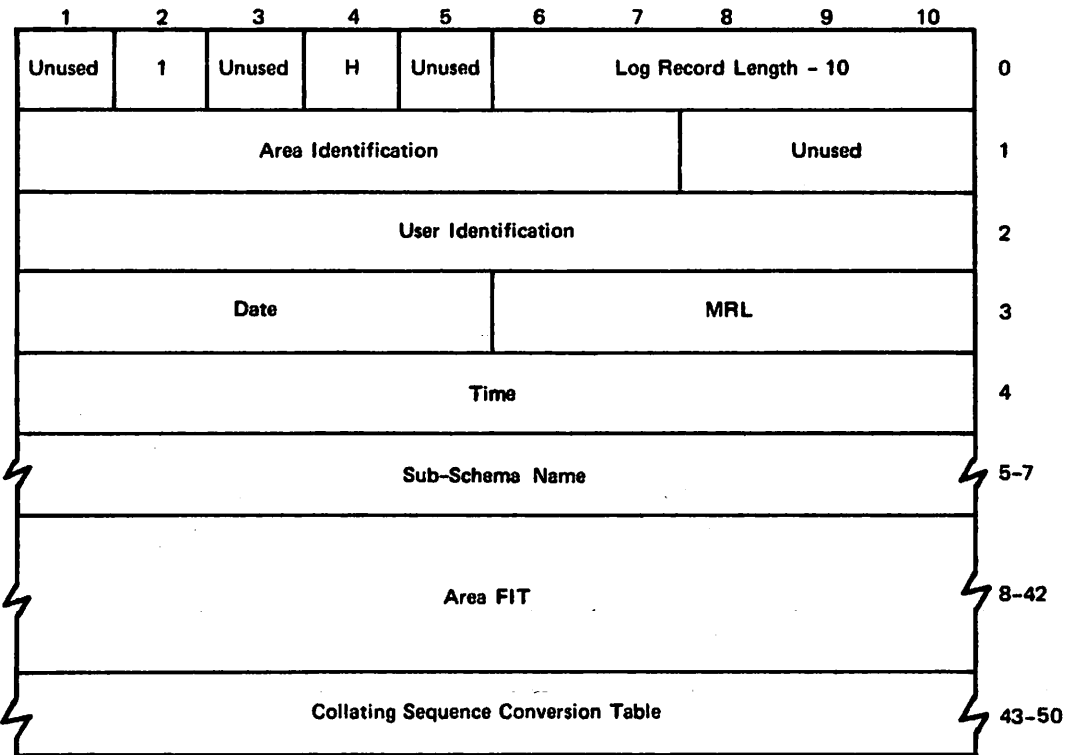 1 2 3 4 5 6 7 8 9 10
Unused 1 Unused H Unused Log Record Length - 10 0
Area Identification Unused 1
User Identification 2
Date MRL 3
Time 4
Sub-Schema Name 5-7
Area FIT 8-42
Collating Sequence Conversion Table 43-50